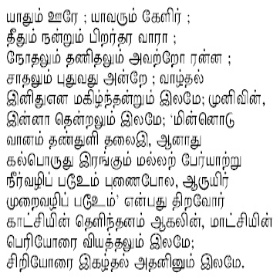 யாதும் ஊரே ; யாவரும் கேளிர் ;
தீதும் நன்றும் பிறர்தர வாரா ;
நோதலும் தணிதலும் அவற்றோ ரன்ன ;
சாதலும் புதுவது அன்றே ; வாழ்தல்
இனிதுஎன மகிழ்ந்தன்றும் இலமே; முனிவின்,
இன்னா தென்றலும் இலமே; 'மின்னொடு
வானம் தண்துளி தலைஇ, ஆனாது
கல்பொருது இரங்கும் மல்லற் பேர்யாற்று
நீர்வழிப் படூஉம் புணைபோல, ஆருயிர்
முறைவழிப் படூஉம்' என்பது திறவோர்
காட்சியின் தெளிந்தனம் ஆகலின், மாட்சியின்
பெரியோரை வியத்தலும் இலமே;
சிறியோரை இகழ்தல் அதனினும் இலமே.